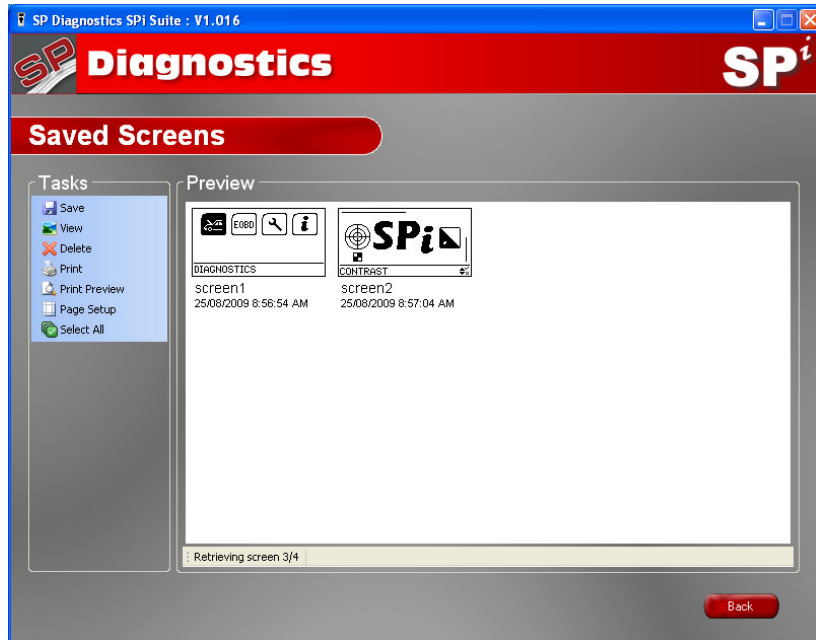 SP Diagnostics SPi Suite : V1.016
SP Diagnostics SPi
Saved Screens
Tasks
Save
View
Delete
Print
Print Preview
Page Setup
Select All
Preview
EOBD i
DIAGNOSTICS
screen1
25/08/2009 8:56:54 AM
SPi
CONTRAST
screen2
25/08/2009 8:57:04 AM
Retrieving screen 3/4
Back